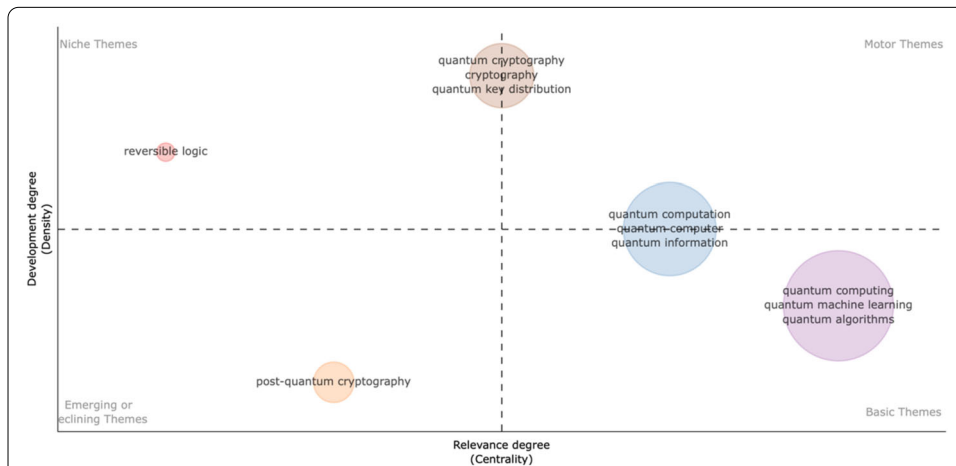 Niche Themes
Motor Themes
quantum cryptography
cryptography
quantum key distribution
reversible logic
quantum computation
quantum computer
quantum information
quantum computing
quantum machine learning
quantum algorithms
post-quantum cryptography
Emerging or
eclining Themes
Basic Themes
Development degree
(Density)
Relevance degree
(Centrality)